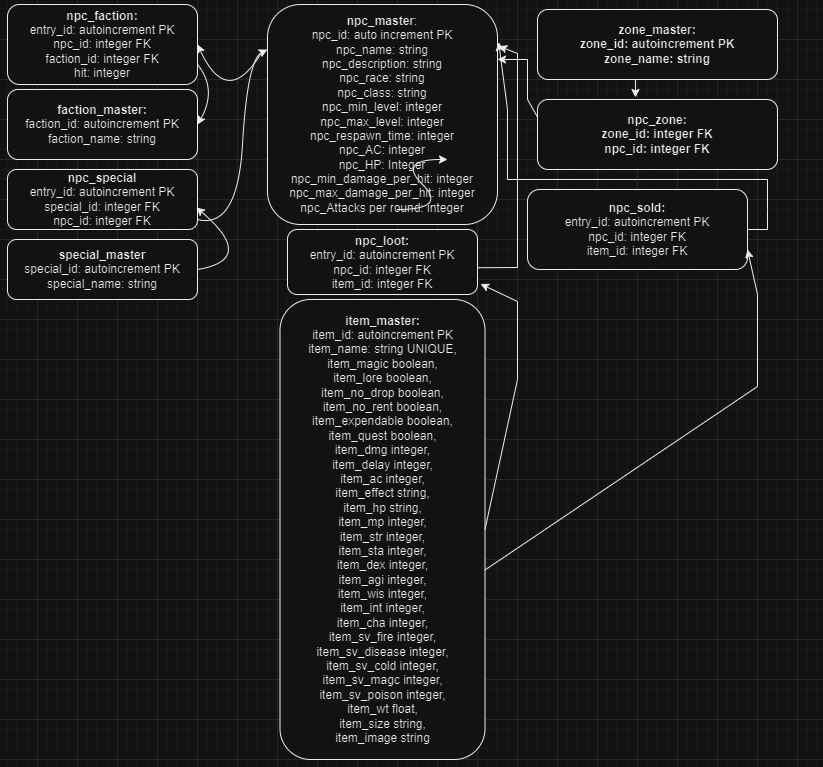 npc_faction:
entry_id: autoincrement PK
npc_id: integer FK
faction_id: integer FK
hit: integer
faction_master:
faction_id: autoincrement PK
faction_name: string
npc_special
entry_id: autoincrement PK
special_id: integer FK
npc_id: integer FK
special_master
special_id: autoincrement PK
special_name: string
npc_master:
npc_id: auto increment PK
npc_name: string
npc_description: string
npc_race: string
npc_class: string
npc_min_level: integer
npc_max_level: integer
npc_respawn_time: integer
npc_AC: integer
npc_HP: Integer
npc_min_damage_per_hit: integer
npc_max_damage_per_hit: integer
npc_Attacks per round: integer
npc_loot:
entry_id: autoincrement PK
npc_id: integer FK
item_id: integer FK
item_master:
item_id: autoincrement PK
item_name: string UNIQUE,
item_magic boolean,
item_lore boolean,
item_no_drop boolean,
item_no_rent boolean,
item_expendable boolean,
item_quest boolean,
item_dmg integer,
item_delay integer,
item_ac integer,
item_effect string,
item_hp string,
item_mp integer,
item_str integer,
item_sta integer,
item_dex integer,
item_agi integer,
item_wis integer,
item_int integer,
item_cha integer,
item_sv_fire integer,
item_sv_disease integer,
item_sv_cold integer,
item_sv_magc integer,
item_sv_poison integer,
item_wt float,
item_size string,
item_image string
zone_master:
zone_id: autoincrement PK
zone_name: string
npc_zone:
zone_id: integer FK
npc_id: integer FK
npc_sold:
entry_id: autoincrement PK
npc_id: integer FK
item_id: integer FK